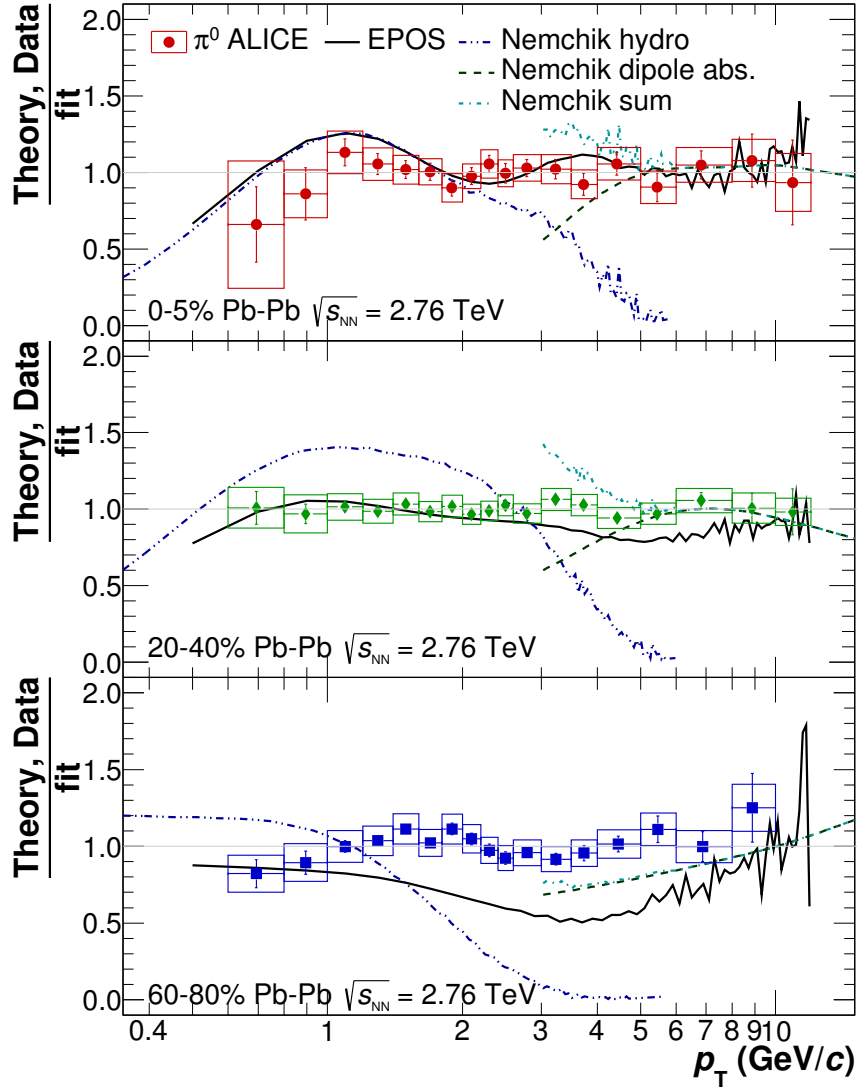 Theory, Data
fit
2.0
1.5
1.0
0.5
0.0
π⁰ ALICE
EPOS
Nemchik hydro
Nemchik dipole abs.
Nemchik sum
0-5% Pb-Pb √s_NN = 2.76 TeV
Theory, Data
fit
2.0
1.5
1.0
0.5
0.0
20-40% Pb-Pb √s_NN = 2.76 TeV
Theory, Data
fit
2.0
1.5
1.0
0.5
0.0
60-80% Pb-Pb √s_NN = 2.76 TeV
0.4 1 2 3 4 5 6 7 8 9 10
p_T (GeV/c)